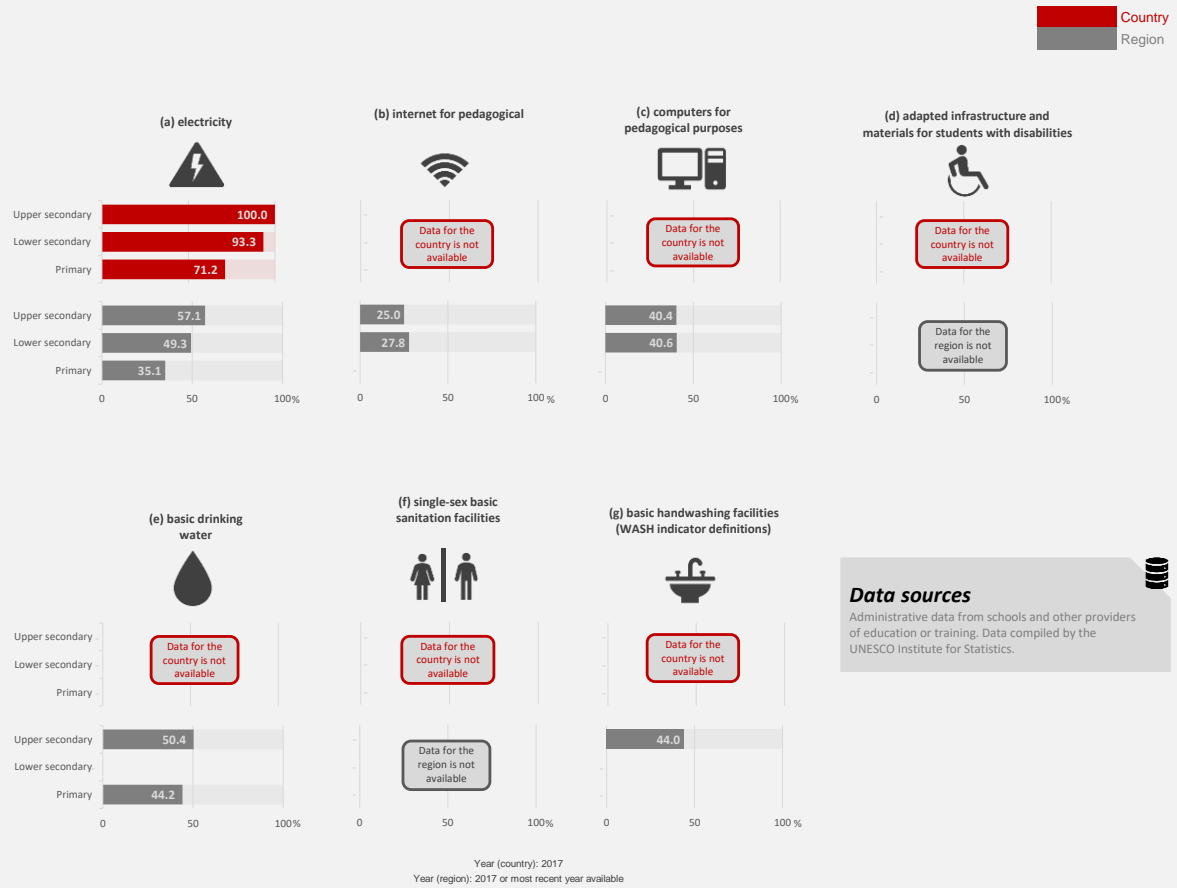 Country
Region
(a) electricity
(b) internet for pedagogical
(c) computers for
pedagogical purposes
(d) adapted infrastructure and
materials for students with disabilities
Upper secondary
100.0
Lower secondary
93.3
Primary
71.2
Data for the
country is not
available
Data for the
country is not
available
Data for the
country is not
available
Upper secondary
57.1
Lower secondary
49.3
Primary
35.1
25.0
27.8
40.4
40.6
Data for the
region is not
available
0 50 100%
0 50 100 %
0 50 100%
0 50 100%
(e) basic drinking
water
(f) single-sex basic
sanitation facilities
(g) basic handwashing facilities
(WASH indicator definitions)
Upper secondary
Lower secondary
Primary
Data for the
country is not
available
Data for the
country is not
available
Data for the
country is not
available
Upper secondary
50.4
Lower secondary
Primary
44.2
Data for the
region is not
available
44.0
0 50 100%
0 50 100%
0 50 100 %
Data sources
Administrative data from schools and other providers
of education or training. Data compiled by the
UNESCO Institute for Statistics.
Year (country): 2017
Year (region): 2017 or most recent year available